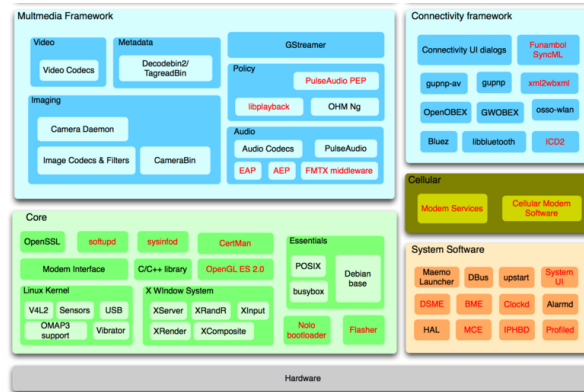 Multmedia Framework
Video
Video Codecs
Metadata
Decodebin2/
TagreadBin
GStreamer
Policy
PulseAudio PEP
libplayback
OHM Ng
Imaging
Camera Daemon
Image Codecs & Filters
CameraBin
Audio
Audio Codecs
PulseAudio
EAP
AEP
FMTX middleware
Connectivity framework
Connectivity UI dialogs
Funambol
SyncML
gupnp-av
gupnp
xml2wbxml
OpenOBEX
GWOBEX
osso-wlan
Bluez
libbluetooth
ICD2
Cellular
Modem Services
Cellular Modem
Software
Core
OpenSSL
softupd
sysinfod
CertMan
Modem Interface
C/C++ library
OpenGL ES 2.0
Essentials
POSIX
busybox
Debian
base
Linux Kernel
V4L2
Sensors
USB
OMAP3
support
Vibrator
X WIndow System
XServer
XRandR
XInput
XRender
XComposite
Nolo
bootloader
Flasher
System Software
Maemo
Launcher
DBus
upstart
System
UI
DSME
BME
Clockd
Alarmd
HAL
MCE
IPHBD
Profiled
Hardware